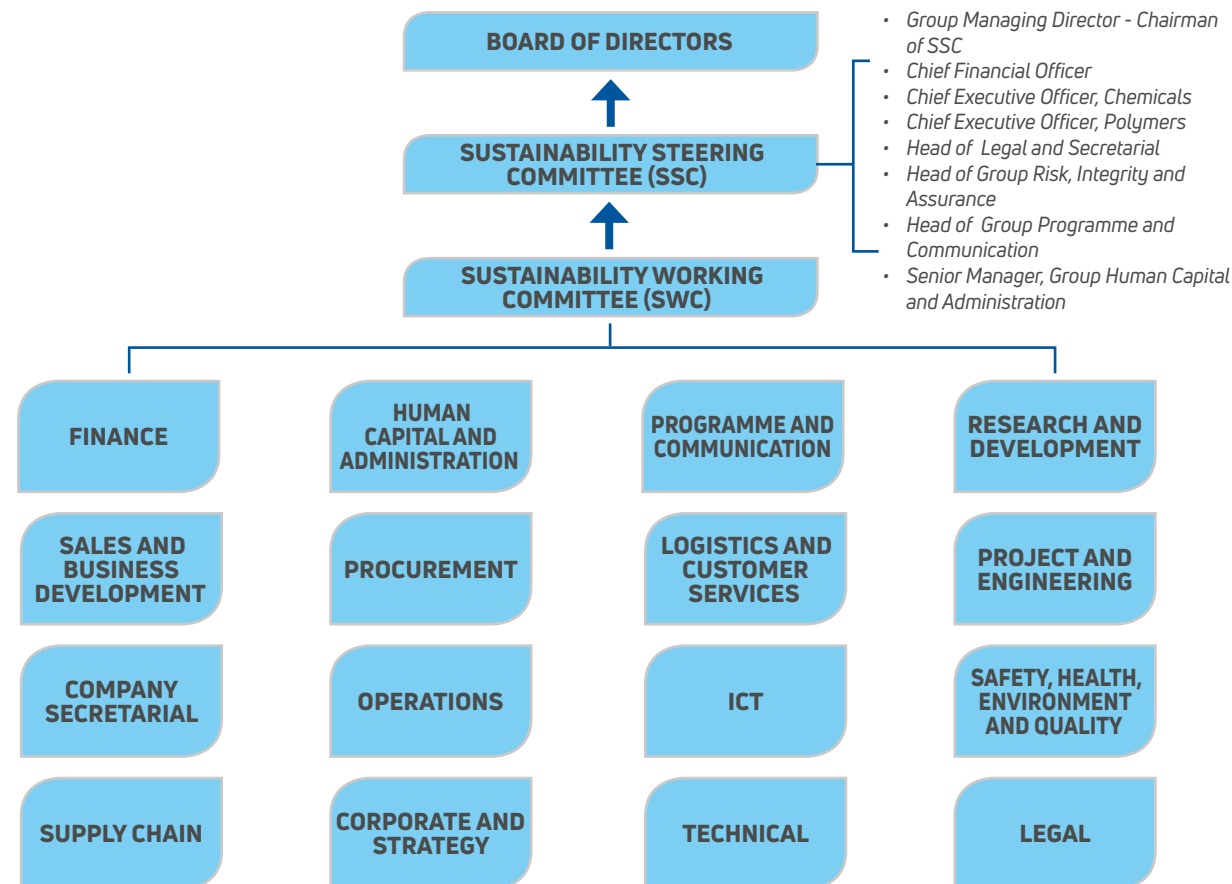 BOARD OF DIRECTORS
SUSTAINABILITY STEERING
COMMITTEE (SSC)
SUSTAINABILITY WORKING
COMMITTEE (SWC)
• Group Managing Director - Chairman
of SSC
• Chief Financial Officer
• Chief Executive Officer, Chemicals
• Chief Executive Officer, Polymers
• Head of Legal and Secretarial
• Head of Group Risk, Integrity and
Assurance
• Head of Group Programme and
Communication
• Senior Manager, Group Human Capital
and Administration
FINANCE
HUMAN
CAPITAL AND
ADMINISTRATION
PROGRAMME AND
COMMUNICATION
RESEARCH AND
DEVELOPMENT
SALES AND
BUSINESS
DEVELOPMENT
PROCUREMENT
LOGISTICS AND
CUSTOMER
SERVICES
PROJECT AND
ENGINEERING
COMPANY
SECRETARIAL
OPERATIONS
ICT
SAFETY, HEALTH,
ENVIRONMENT
AND QUALITY
SUPPLY CHAIN
CORPORATE AND
STRATEGY
TECHNICAL
LEGAL